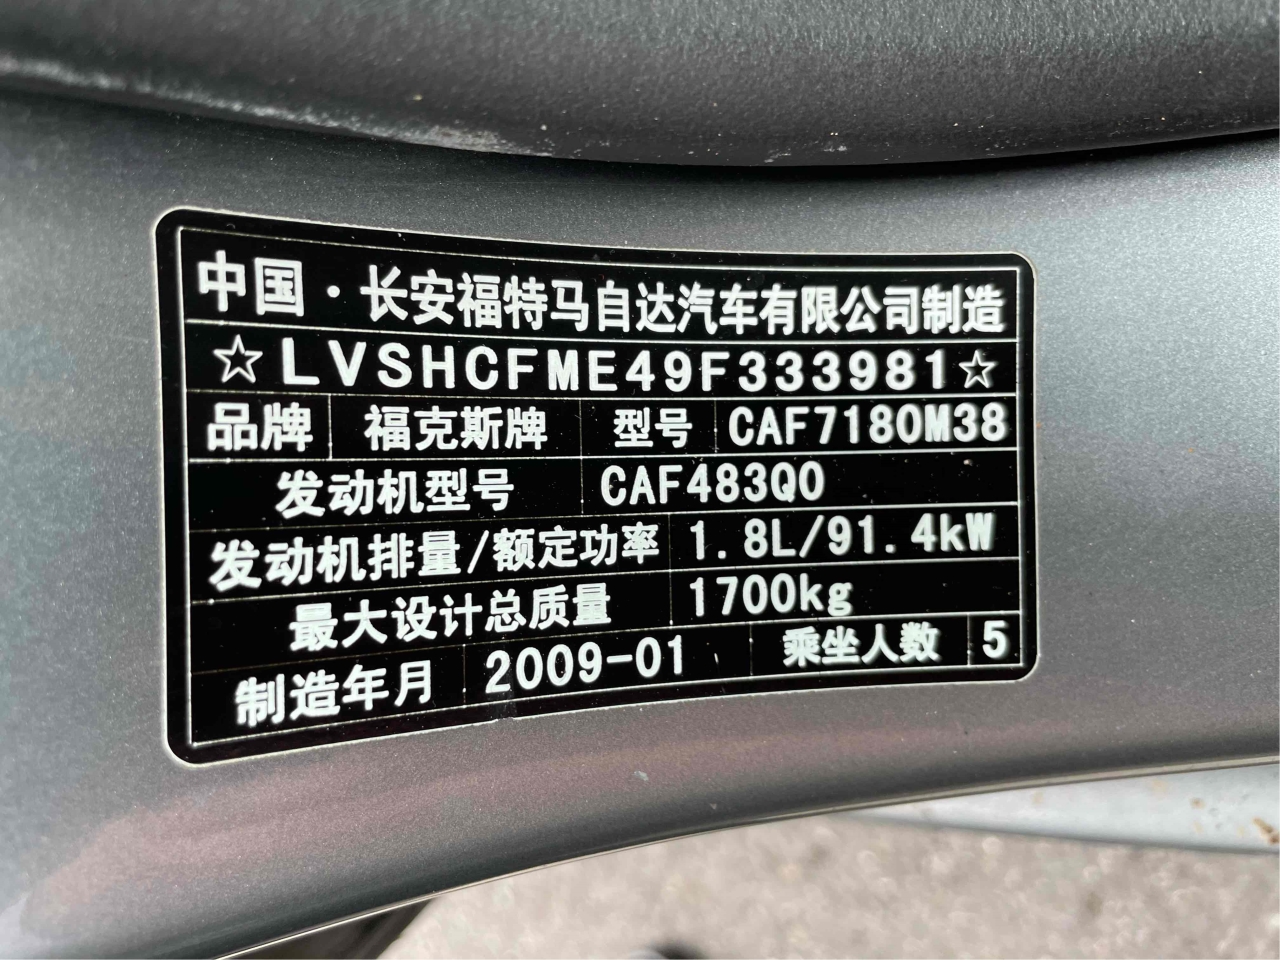 中国·长安福特马自达汽车有限公司制造
☆LVSHCFME49F333981☆
品牌 福克斯牌 型号 CAF7180M38
发动机型号 CAF483Q0
发动机排量/额定功率 1.8L/91.4kW
最大设计总质量 1700kg
制造年月 2009-01 乘坐人数 5